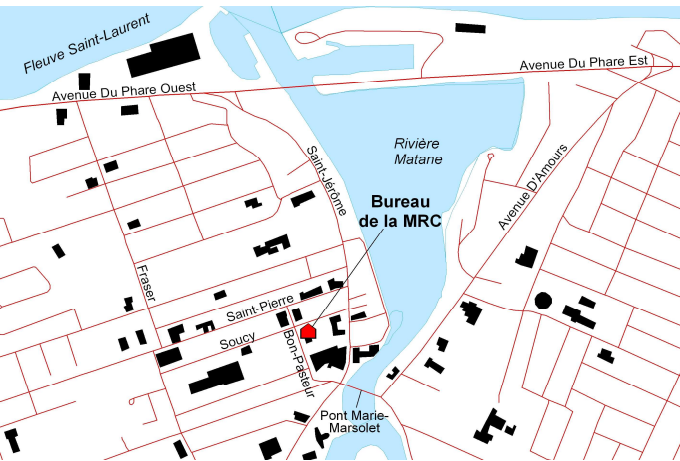 Fleuve Saint-Laurent
Avenue Du Phare Ouest
Avenue Du Phare Est
Rivière
Matane
Saint-Jérôme
Avenue D'Amours
Bureau
de la MRC
Fraser
Saint-Pierre
Soucy
Bon-Pasteur
Pont Marie-
Marsolet